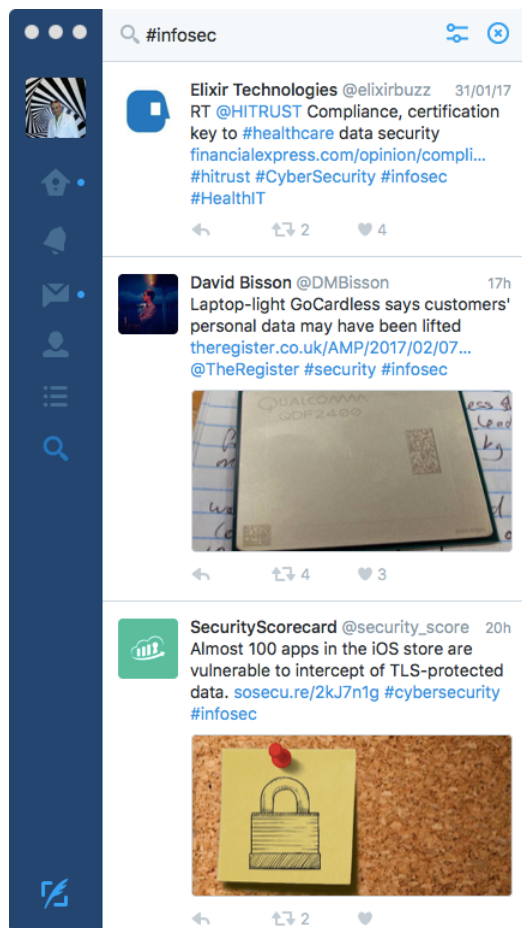 #infosec
Elixir Technologies @elixirbuzz 31/01/17
RT @HITRUST Compliance, certification
key to #healthcare data security
financialexpress.com/opinion/compli...
#hitrust #CyberSecurity #infosec
#HealthIT
2 4
David Bisson @DMBisson 17h
Laptop-light GoCardless says customers'
personal data may have been lifted
theregister.co.uk/AMP/2017/02/07...
@TheRegister #security #infosec
QUALCOMM
QDF2400
ess &
kg
4 3
SecurityScorecard @security_score 20h
Almost 100 apps in the iOS store are
vulnerable to intercept of TLS-protected
data. sosecu.re/2kJ7n1g #cybersecurity
#infosec
2